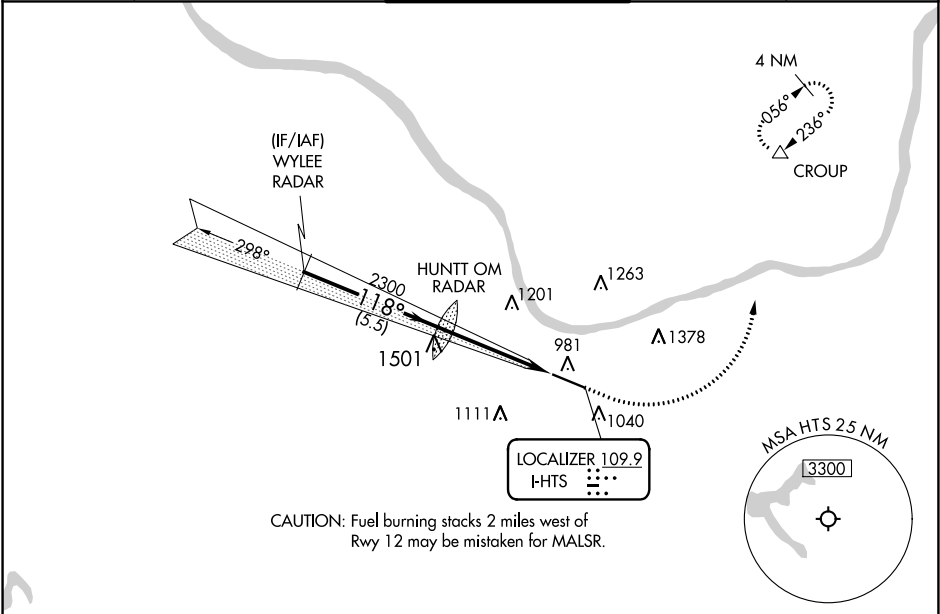 4 NM
056°
236°
CROUP
(IF/IAF)
WYLEE
RADAR
298°
HUNTT OM
RADAR
2300
118°
(5.5)
1201
1263
1378
981
1501
1111
1040
LOCALIZER 109.9
I-HTS
MSA HTS 25 NM
3300
CAUTION: Fuel burning stacks 2 miles west of
Rwy 12 may be mistaken for MALSR.